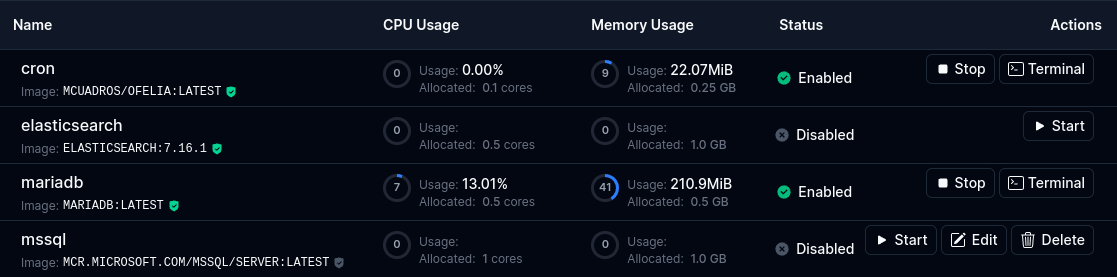 Name CPU Usage Memory Usage Status Actions
cron
Image: MCUADROS/OFELIA:LATEST
0
Usage: 0.00%
Allocated: 0.1 cores
9
Usage: 22.07MiB
Allocated: 0.25 GB
Enabled
Stop Terminal
elasticsearch
Image: ELASTICSEARCH:7.16.1
0
Usage:
Allocated: 0.5 cores
0
Usage:
Allocated: 1.0 GB
Disabled
Start
mariadb
Image: MARIADB:LATEST
7
Usage: 13.01%
Allocated: 0.5 cores
41
Usage: 210.9MiB
Allocated: 0.5 GB
Enabled
Stop Terminal
mssql
Image: MCR.MICROSOFT.COM/MSSQL/SERVER:LATEST
0
Usage:
Allocated: 1 cores
0
Usage:
Allocated: 1.0 GB
Disabled
Start Edit Delete